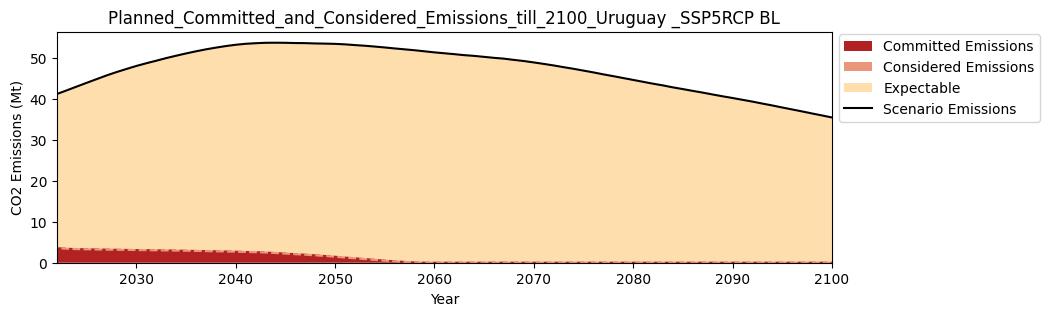 Planned_Committed_and_Considered_Emissions_till_2100_Uruguay _SSP5RCP BL
Committed Emissions
Considered Emissions
Expectable
Scenario Emissions
CO2 Emissions (Mt)
50
40
30
20
10
0
2030 2040 2050 2060 2070 2080 2090 2100
Year